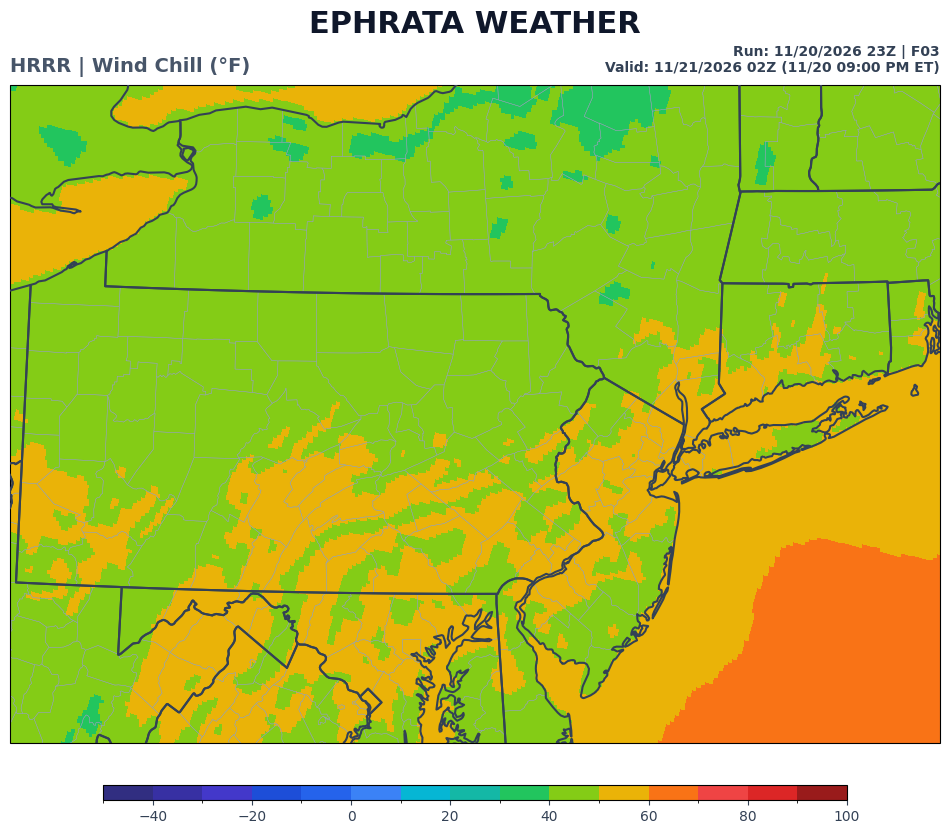 EPHRATA WEATHER
HRRR | Wind Chill (°F)
Run: 11/20/2026 23Z | F03
Valid: 11/21/2026 02Z (11/20 09:00 PM ET)
−40 −20 0 20 40 60 80 100